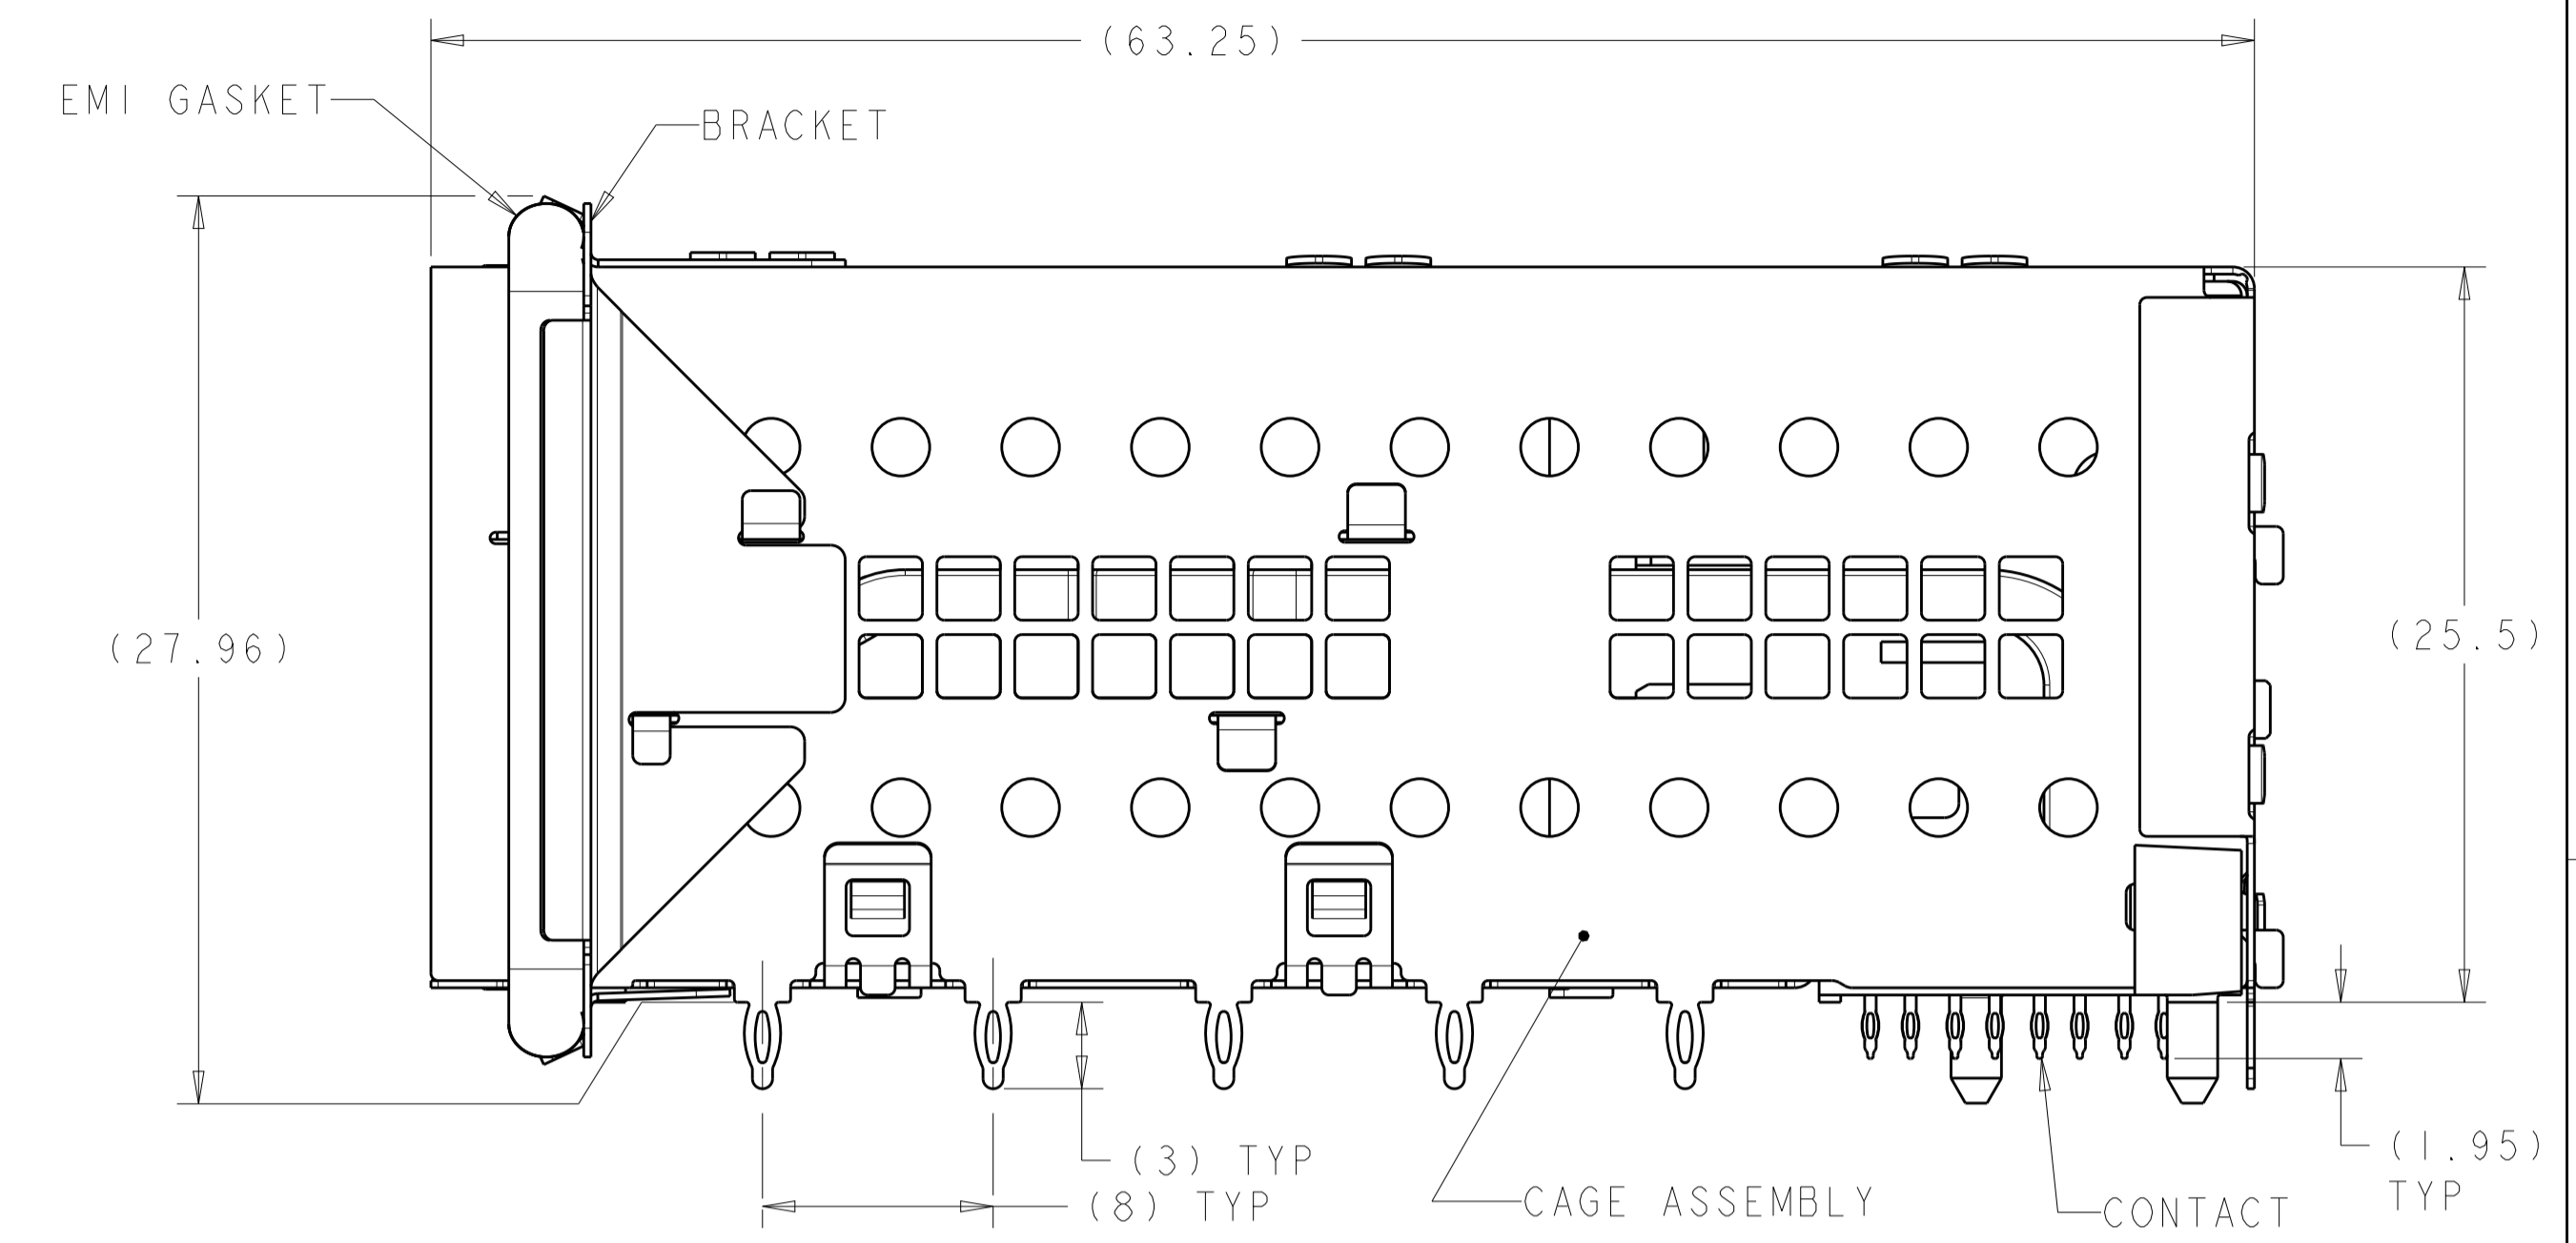 (63.25)
EMI GASKET
BRACKET
(27.96)
(25.5)
(3) TYP
(8) TYP
CAGE ASSEMBLY
CONTACT
(1.95)
TYP